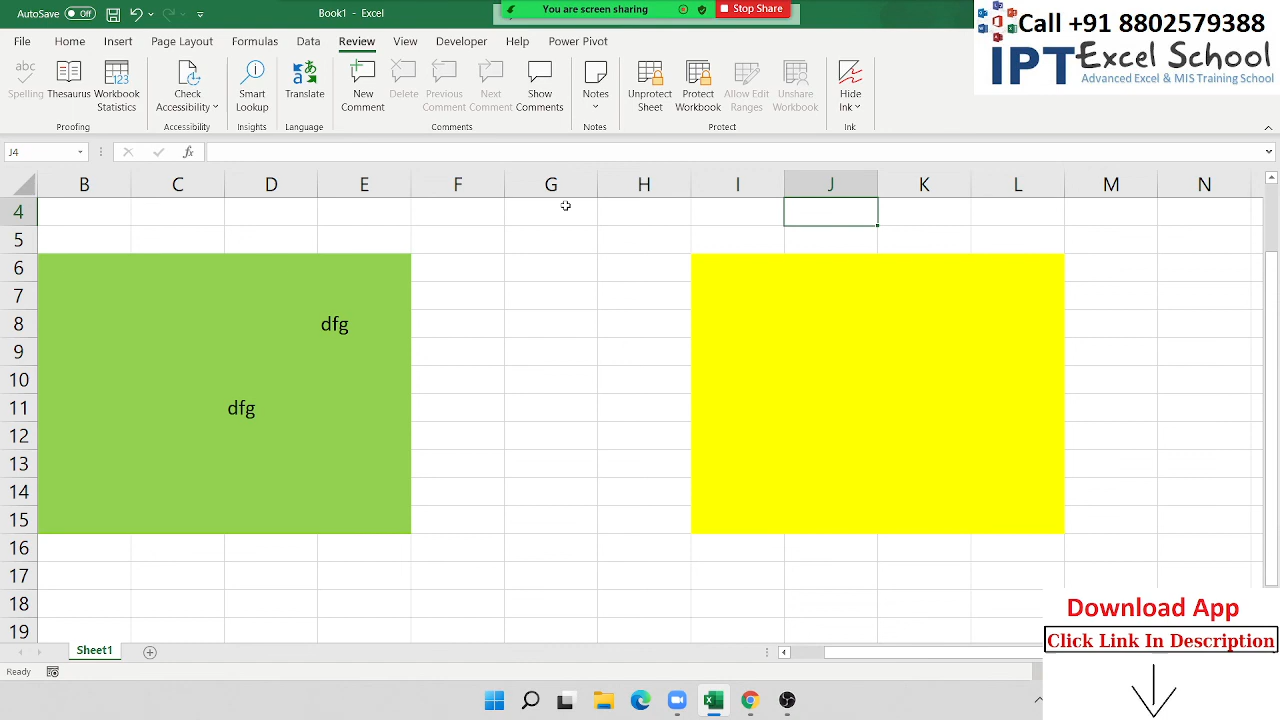 AutoSave Off
Book1 - Excel
You are screen sharing
Stop Share
Call +91 8802579388
IPT Excel School
Advanced Excel & MIS Training School
File Home Insert Page Layout Formulas Data Review View Developer Help Power Pivot
abc
123
Spelling Thesaurus Workbook Statistics
Check Accessibility
Smart Lookup
Translate
New Comment
Delete
Previous Comment
Next Comment
Show Comments
Notes
Unprotect Sheet
Protect Workbook
Allow Edit Ranges
Unshare Workbook
Hide Ink
Proofing Accessibility Insights Language Comments Notes Protect Ink
J4
fx
B C D E F G H I J K L M N
4
5
6
7
8 dfg
9
10
11 dfg
12
13
14
15
16
17
18
19
Download App
Click Link In Description
Sheet1
Ready